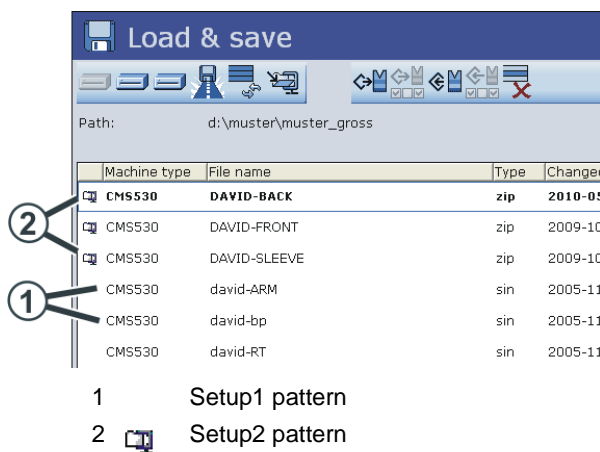 Load & save
Path: d:\muster\muster_gross
Machine type File name Type Changed
CMS530 DAVID-BACK zip 2010-05
2
CMS530 DAVID-FRONT zip 2009-10
CMS530 DAVID-SLEEVE zip 2009-10
1
CMS530 david-ARM sin 2005-11
CMS530 david-bp sin 2005-11
CMS530 david-RT sin 2005-11
1 Setup1 pattern
2 Setup2 pattern